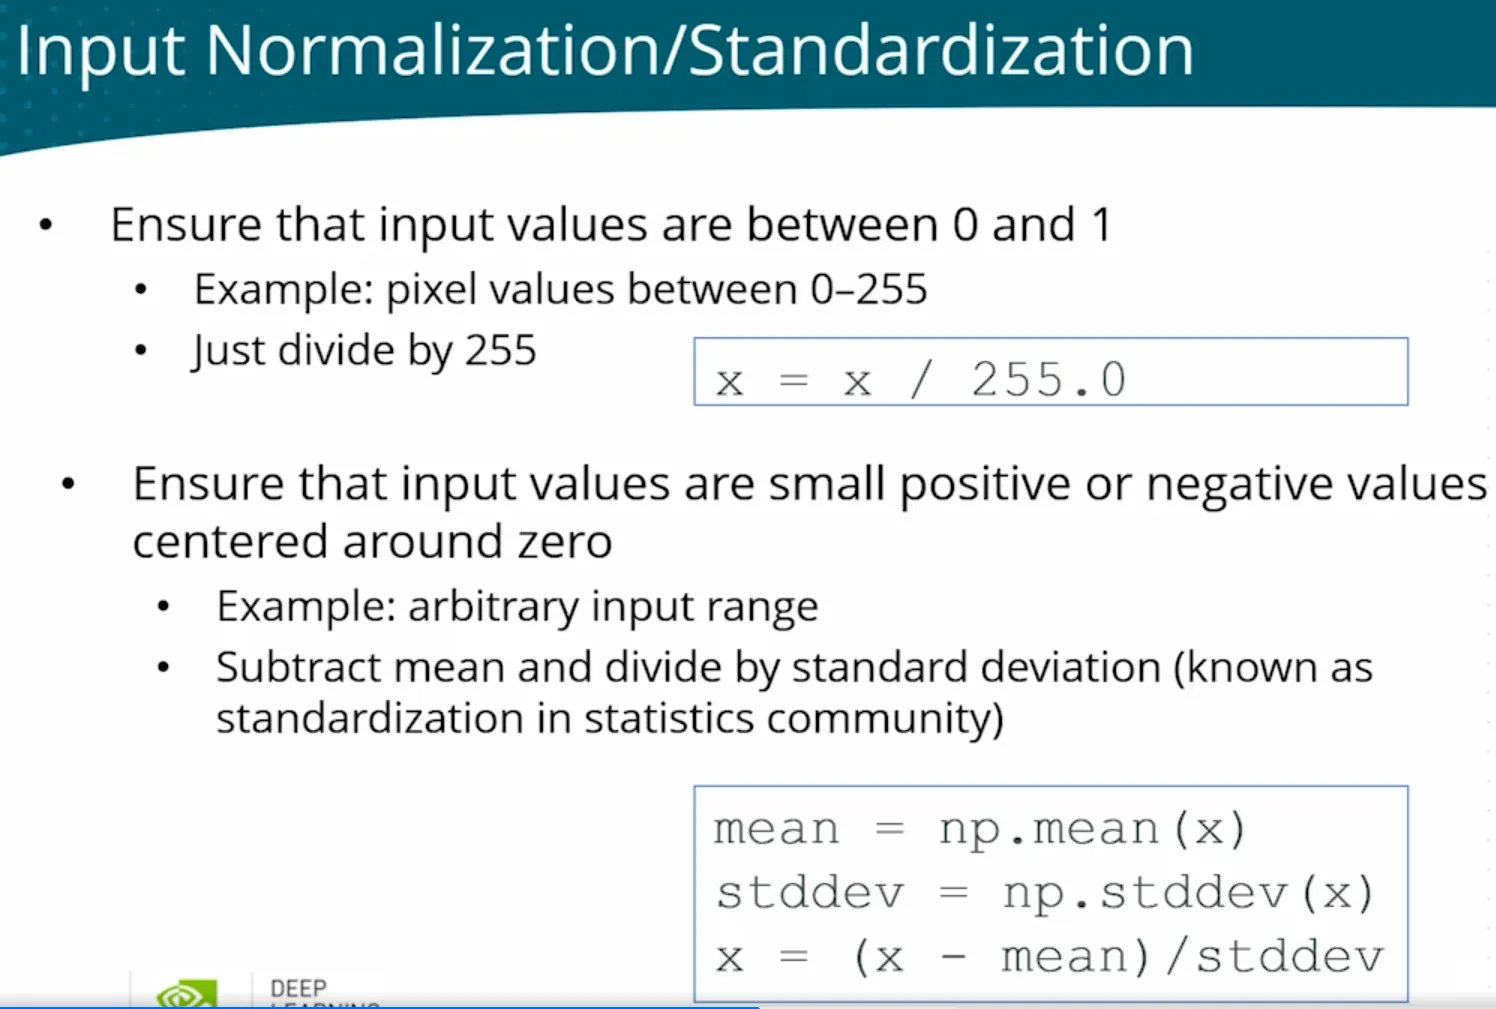 Input Normalization/Standardization
• Ensure that input values are between 0 and 1
• Example: pixel values between 0–255
• Just divide by 255
x = x / 255.0
• Ensure that input values are small positive or negative values
centered around zero
• Example: arbitrary input range
• Subtract mean and divide by standard deviation (known as
standardization in statistics community)
mean = np.mean(x)
stddev = np.stddev(x)
x = (x - mean)/stddev
DEEP
LEARNING